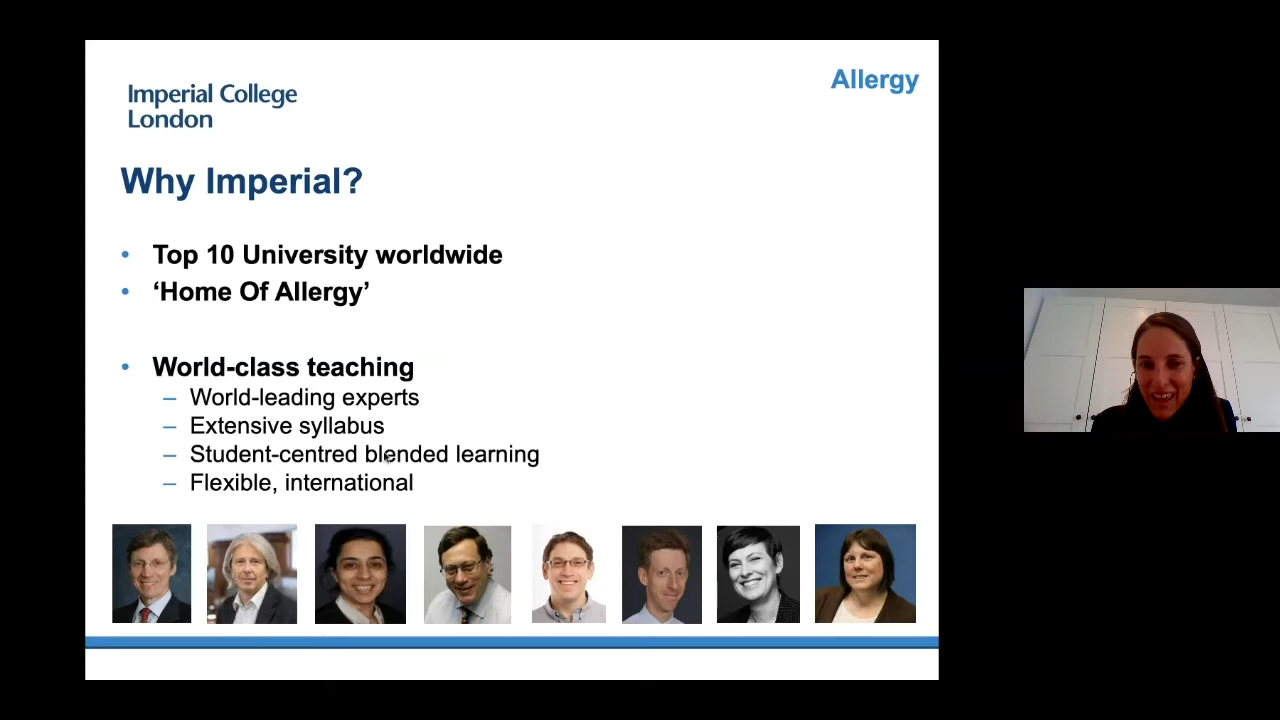 Imperial College
London
Allergy
Why Imperial?
• Top 10 University worldwide
• ‘Home Of Allergy’
• World-class teaching
– World-leading experts
– Extensive syllabus
– Student-centred blended learning
– Flexible, international